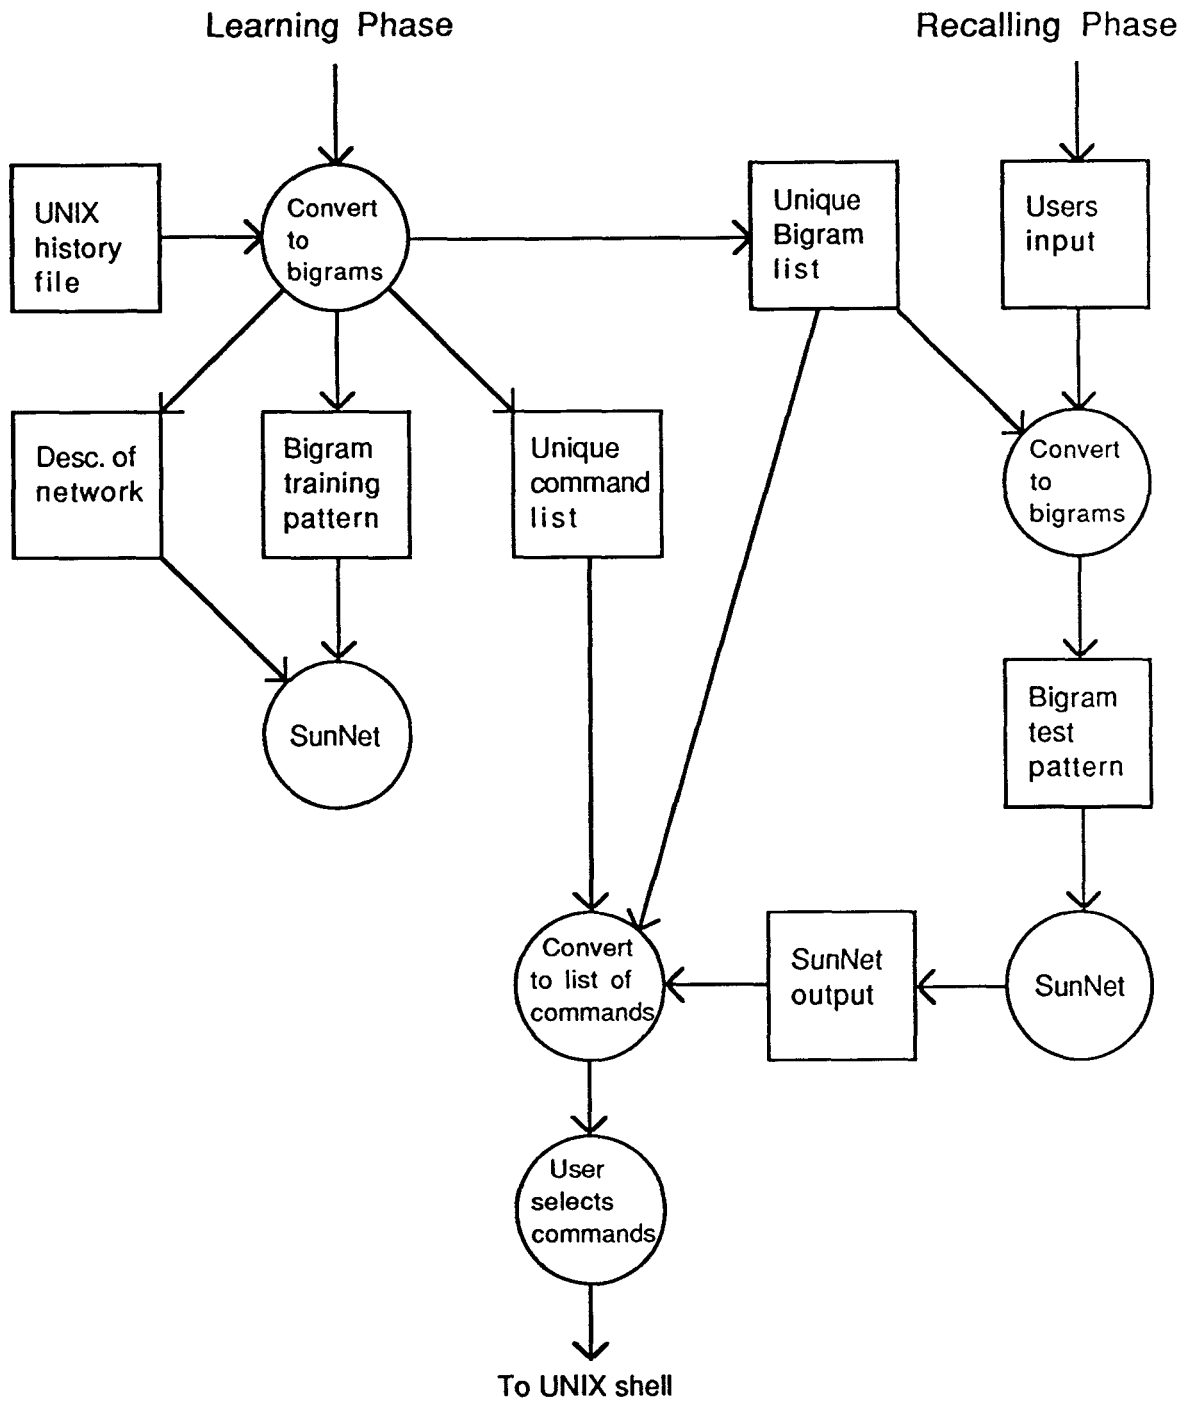 Learning Phase
Recalling Phase
UNIX
history
file
Convert
to
bigrams
Unique
Bigram
list
Users
input
Desc. of
network
Bigram
training
pattern
Unique
command
list
Convert
to
bigrams
SunNet
Bigram
test
pattern
Convert
to list of
commands
SunNet
output
SunNet
User
selects
commands
To UNIX shell